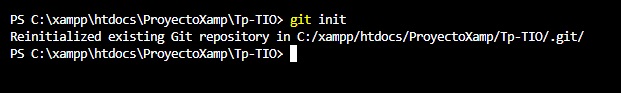 PS C:\xampp\htdocs\ProyectoXamp\Tp-TIO> git init
Reinitialized existing Git repository in C:/xampp/htdocs/ProyectoXamp/Tp-TIO/.git/
PS C:\xampp\htdocs\ProyectoXamp\Tp-TIO>